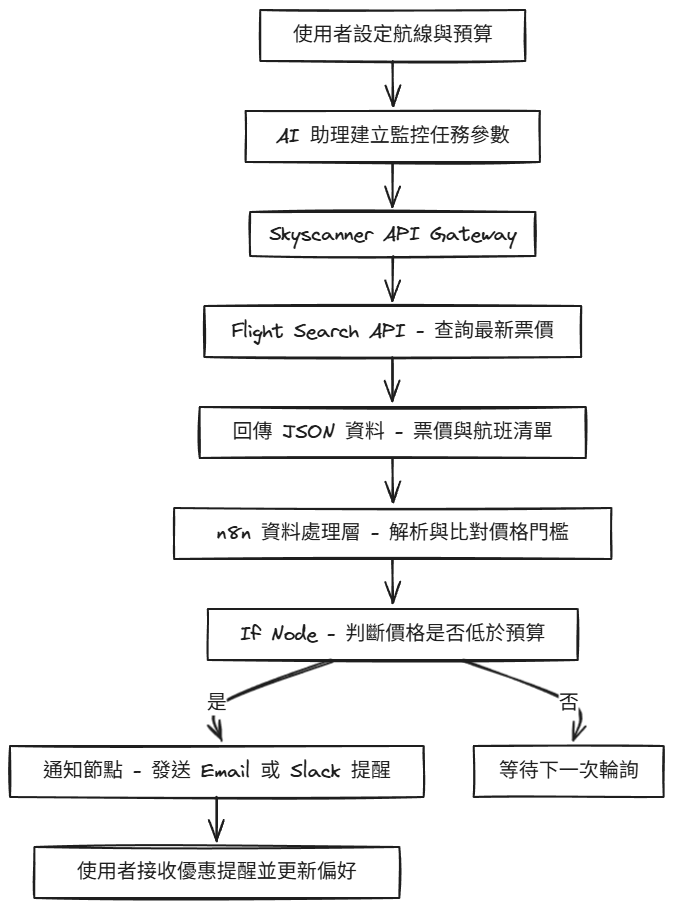 使用者設定航線與預算
AI 助理建立監控任務參數
Skyscanner API Gateway
Flight Search API - 查詢最新票價
回傳 JSON 資料 - 票價與航班清單
n8n 資料處理層 - 解析與比對價格門檻
If Node - 判斷價格是否低於預算
是
否
通知節點 - 發送 Email 或 Slack 提醒
等待下一次輪詢
使用者接收優惠提醒並更新偏好